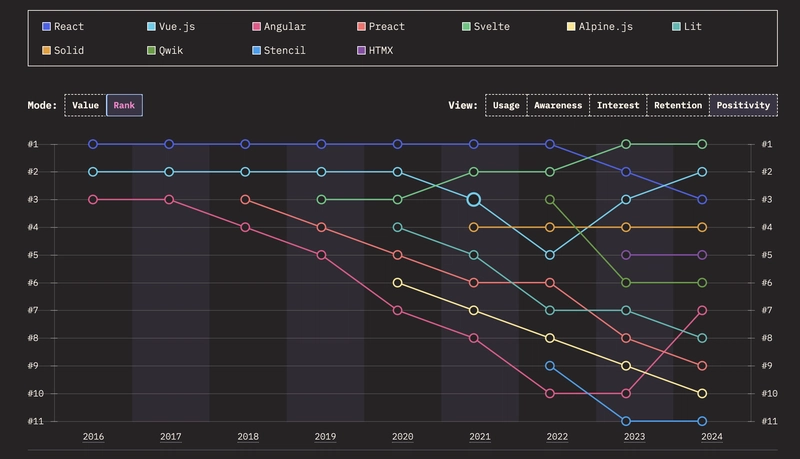 React Vue.js Angular Preact Svelte Alpine.js Lit
Solid Qwik Stencil HTMX
Mode: Value Rank View: Usage Awareness Interest Retention Positivity
#1 #1
#2 #2
#3 #3
#4 #4
#5 #5
#6 #6
#7 #7
#8 #8
#9 #9
#10 #10
#11 #11
2016 2017 2018 2019 2020 2021 2022 2023 2024